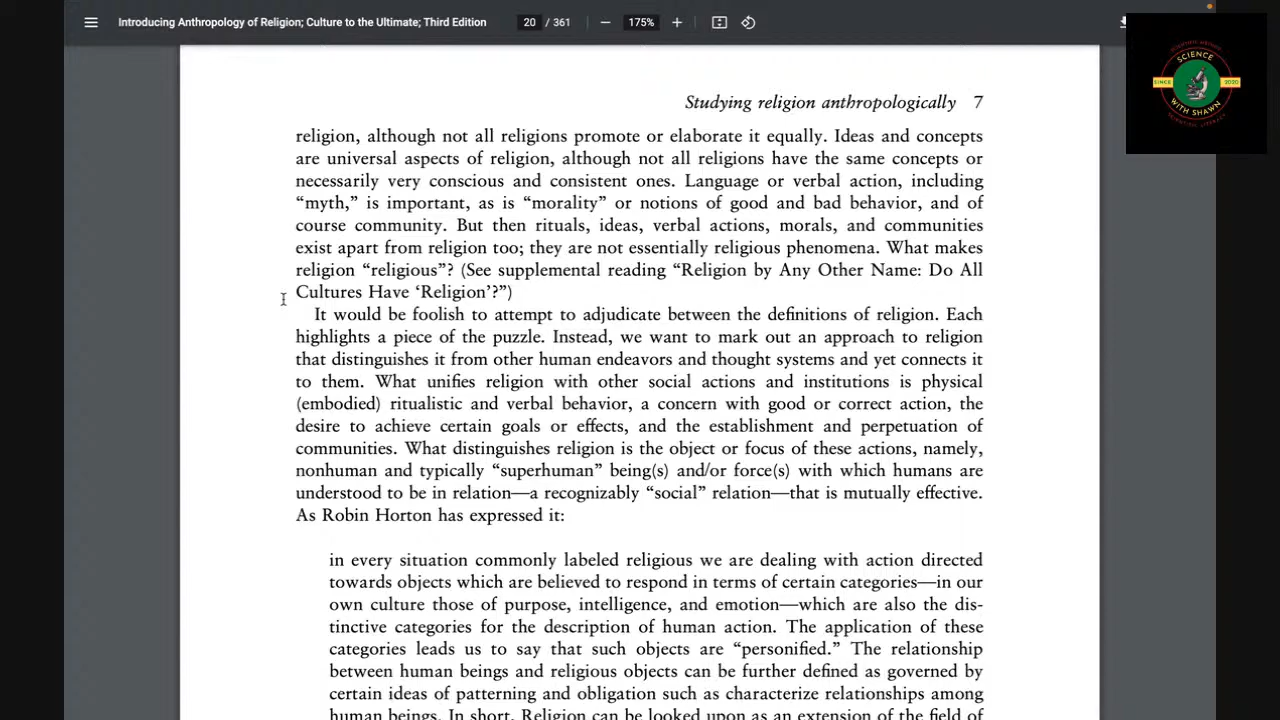 Introducing Anthropology of Religion; Culture to the Ultimate; Third Edition
20 / 361
175%
SCIENTIFIC
SCIENCE
SINCE
2020
WITH SHAWN
SCIENTIFIC
Studying religion anthropologically 7
religion, although not all religions promote or elaborate it equally. Ideas and concepts
are universal aspects of religion, although not all religions have the same concepts or
necessarily very conscious and consistent ones. Language or verbal action, including
“myth,” is important, as is “morality” or notions of good and bad behavior, and of
course community. But then rituals, ideas, verbal actions, morals, and communities
exist apart from religion too; they are not essentially religious phenomena. What makes
religion “religious”? (See supplemental reading “Religion by Any Other Name: Do All
Cultures Have ‘Religion’?”)
It would be foolish to attempt to adjudicate between the definitions of religion. Each
highlights a piece of the puzzle. Instead, we want to mark out an approach to religion
that distinguishes it from other human endeavors and thought systems and yet connects it
to them. What unifies religion with other social actions and institutions is physical
(embodied) ritualistic and verbal behavior, a concern with good or correct action, the
desire to achieve certain goals or effects, and the establishment and perpetuation of
communities. What distinguishes religion is the object or focus of these actions, namely,
nonhuman and typically “superhuman” being(s) and/or force(s) with which humans are
understood to be in relation—a recognizably “social” relation—that is mutually effective.
As Robin Horton has expressed it:
in every situation commonly labeled religious we are dealing with action directed
towards objects which are believed to respond in terms of certain categories—in our
own culture those of purpose, intelligence, and emotion—which are also the dis-
tinctive categories for the description of human action. The application of these
categories leads us to say that such objects are “personified.” The relationship
between human beings and religious objects can be further defined as governed by
certain ideas of patterning and obligation such as characterize relationships among
human beings. In short, Religion can be looked upon as an extension of the field of